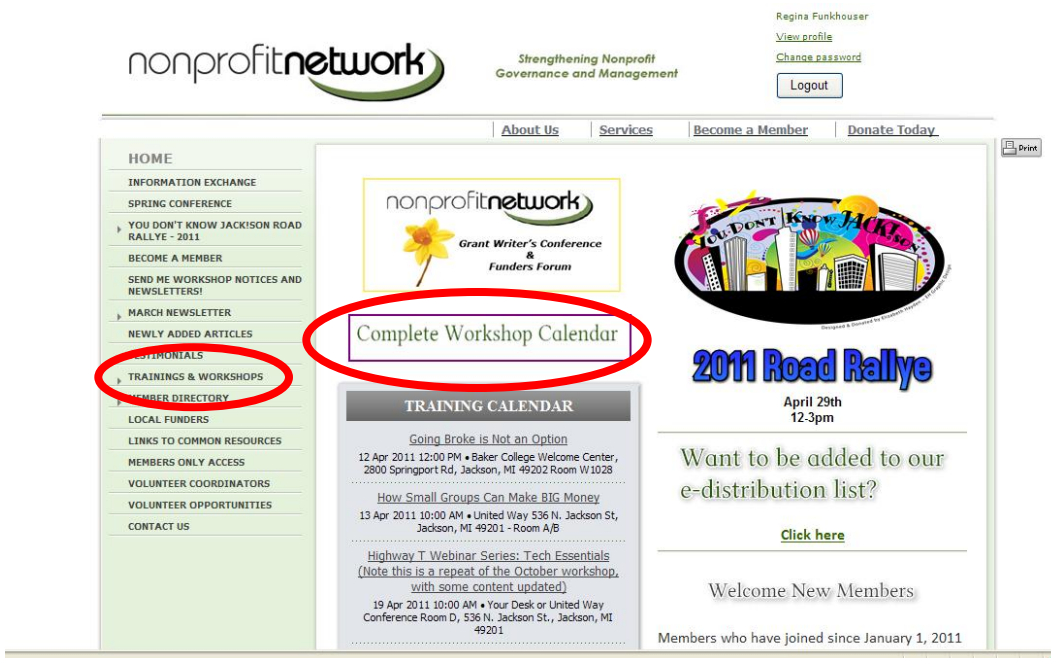 Regina Funkhouser
View profile
Change password
Logout
nonprofitnetwork
Strengthening Nonprofit
Governance and Management
About Us
Services
Become a Member
Donate Today
Print
HOME
INFORMATION EXCHANGE
SPRING CONFERENCE
YOU DON'T KNOW JACK!SON ROAD
RALLYE - 2011
BECOME A MEMBER
SEND ME WORKSHOP NOTICES AND
NEWSLETTERS!
MARCH NEWSLETTER
NEWLY ADDED ARTICLES
TESTIMONIALS
TRAININGS & WORKSHOPS
MEMBER DIRECTORY
LOCAL FUNDERS
LINKS TO COMMON RESOURCES
MEMBERS ONLY ACCESS
VOLUNTEER COORDINATORS
VOLUNTEER OPPORTUNITIES
CONTACT US
nonprofitnetwork
Grant Writer's Conference
&
Funders Forum
Complete Workshop Calendar
TRAINING CALENDAR
Going Broke is Not an Option
12 Apr 2011 12:00 PM • Baker College Welcome Center,
2800 Springport Rd, Jackson, MI 49202 Room W1028
How Small Groups Can Make BIG Money
13 Apr 2011 10:00 AM • United Way 536 N. Jackson St,
Jackson, MI 49201 - Room A/B
Highway T Webinar Series: Tech Essentials
(Note this is a repeat of the October workshop,
with some content updated)
19 Apr 2011 10:00 AM • Your Desk or United Way
Conference Room D, 536 N. Jackson St., Jackson, MI
49201
You Don't Know JACK!son
Designed & Donated by Elizabeth
2011 Road Rallye
April 29th
12-3pm
Want to be added to our
e-distribution list?
Click here
Welcome New Members
Members who have joined since January 1, 2011